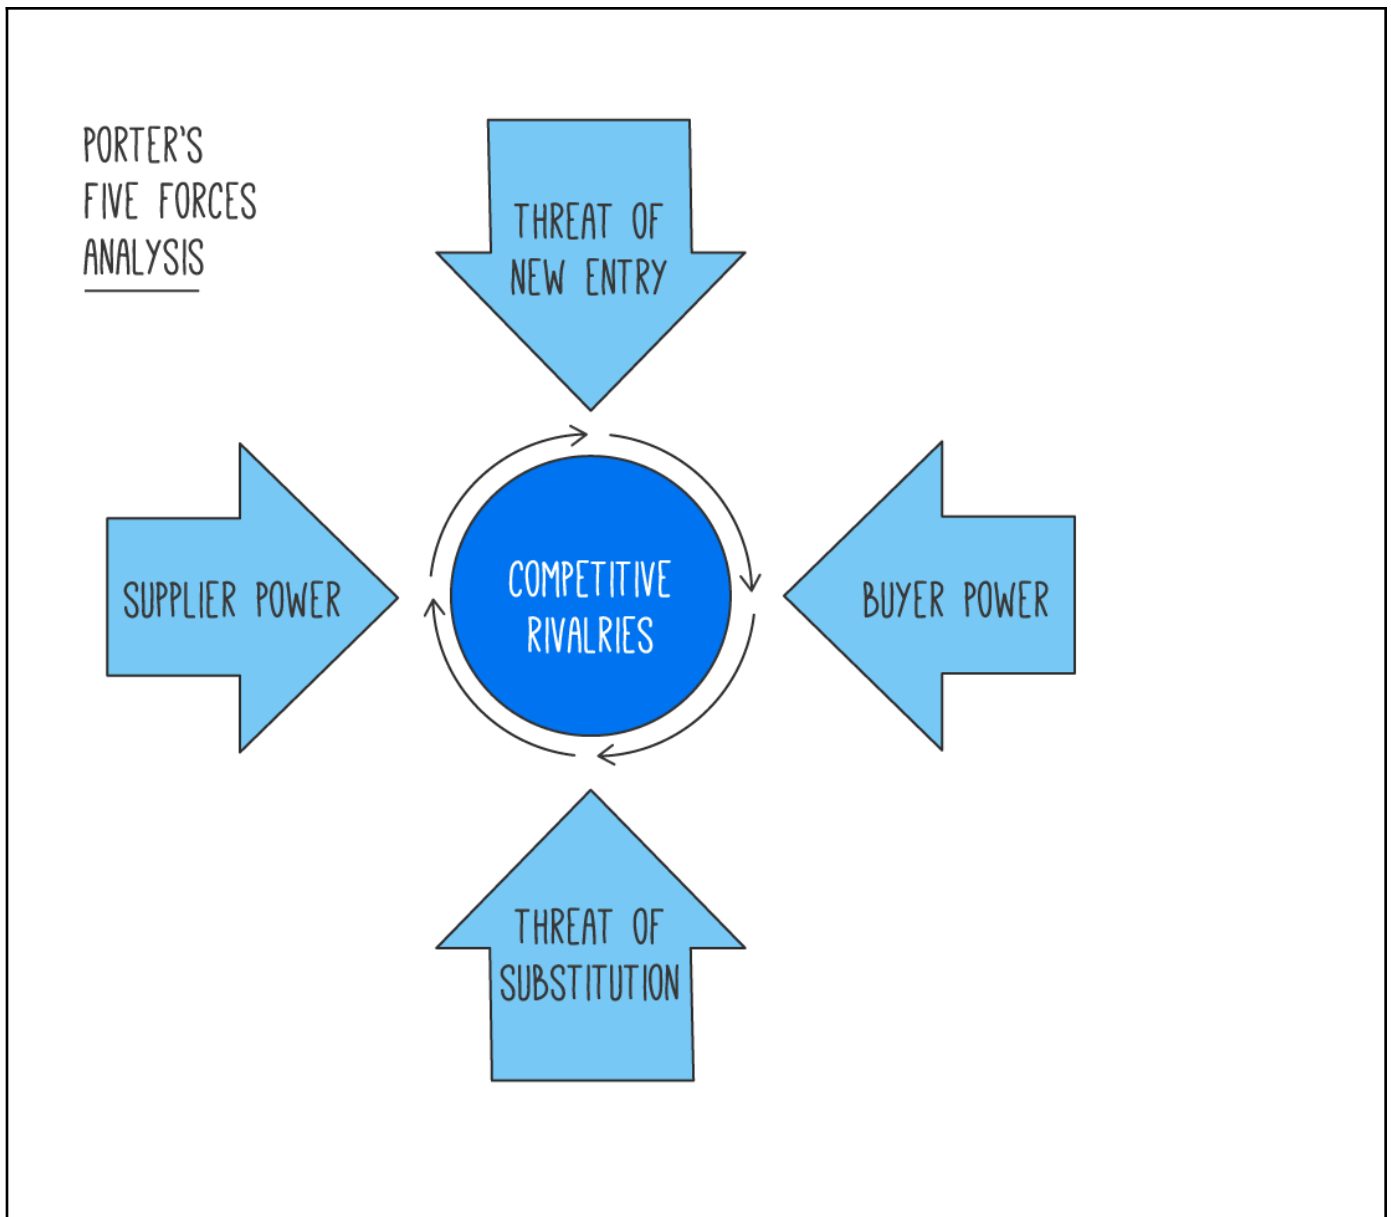 PORTER'S
FIVE FORCES
ANALYSIS
THREAT OF
NEW ENTRY
SUPPLIER POWER
COMPETITIVE
RIVALRIES
BUYER POWER
THREAT OF
SUBSTITUTION